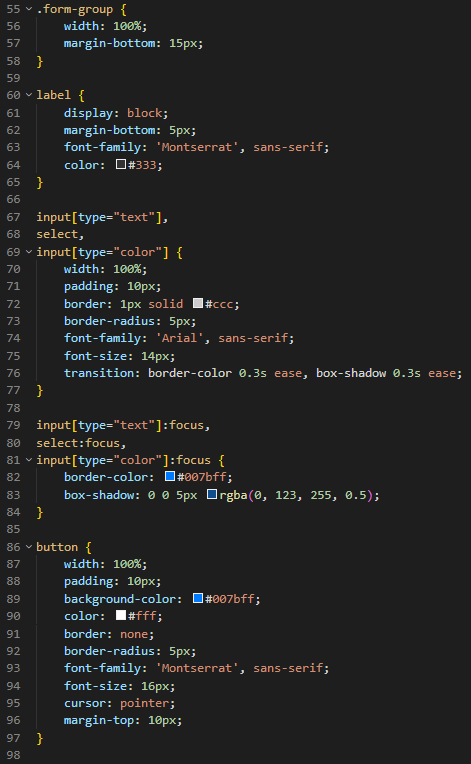 55 .form-group {
56     width: 100%;
57     margin-bottom: 15px;
58 }
59
60 label {
61     display: block;
62     margin-bottom: 5px;
63     font-family: 'Montserrat', sans-serif;
64     color: #333;
65 }
66
67 input[type="text"],
68 select,
69 input[type="color"] {
70     width: 100%;
71     padding: 10px;
72     border: 1px solid #ccc;
73     border-radius: 5px;
74     font-family: 'Arial', sans-serif;
75     font-size: 14px;
76     transition: border-color 0.3s ease, box-shadow 0.3s ease;
77 }
78
79 input[type="text"]:focus,
80 select:focus,
81 input[type="color"]:focus {
82     border-color: #007bff;
83     box-shadow: 0 0 5px rgba(0, 123, 255, 0.5);
84 }
85
86 button {
87     width: 100%;
88     padding: 10px;
89     background-color: #007bff;
90     color: #fff;
91     border: none;
92     border-radius: 5px;
93     font-family: 'Montserrat', sans-serif;
94     font-size: 16px;
95     cursor: pointer;
96     margin-top: 10px;
97 }
98